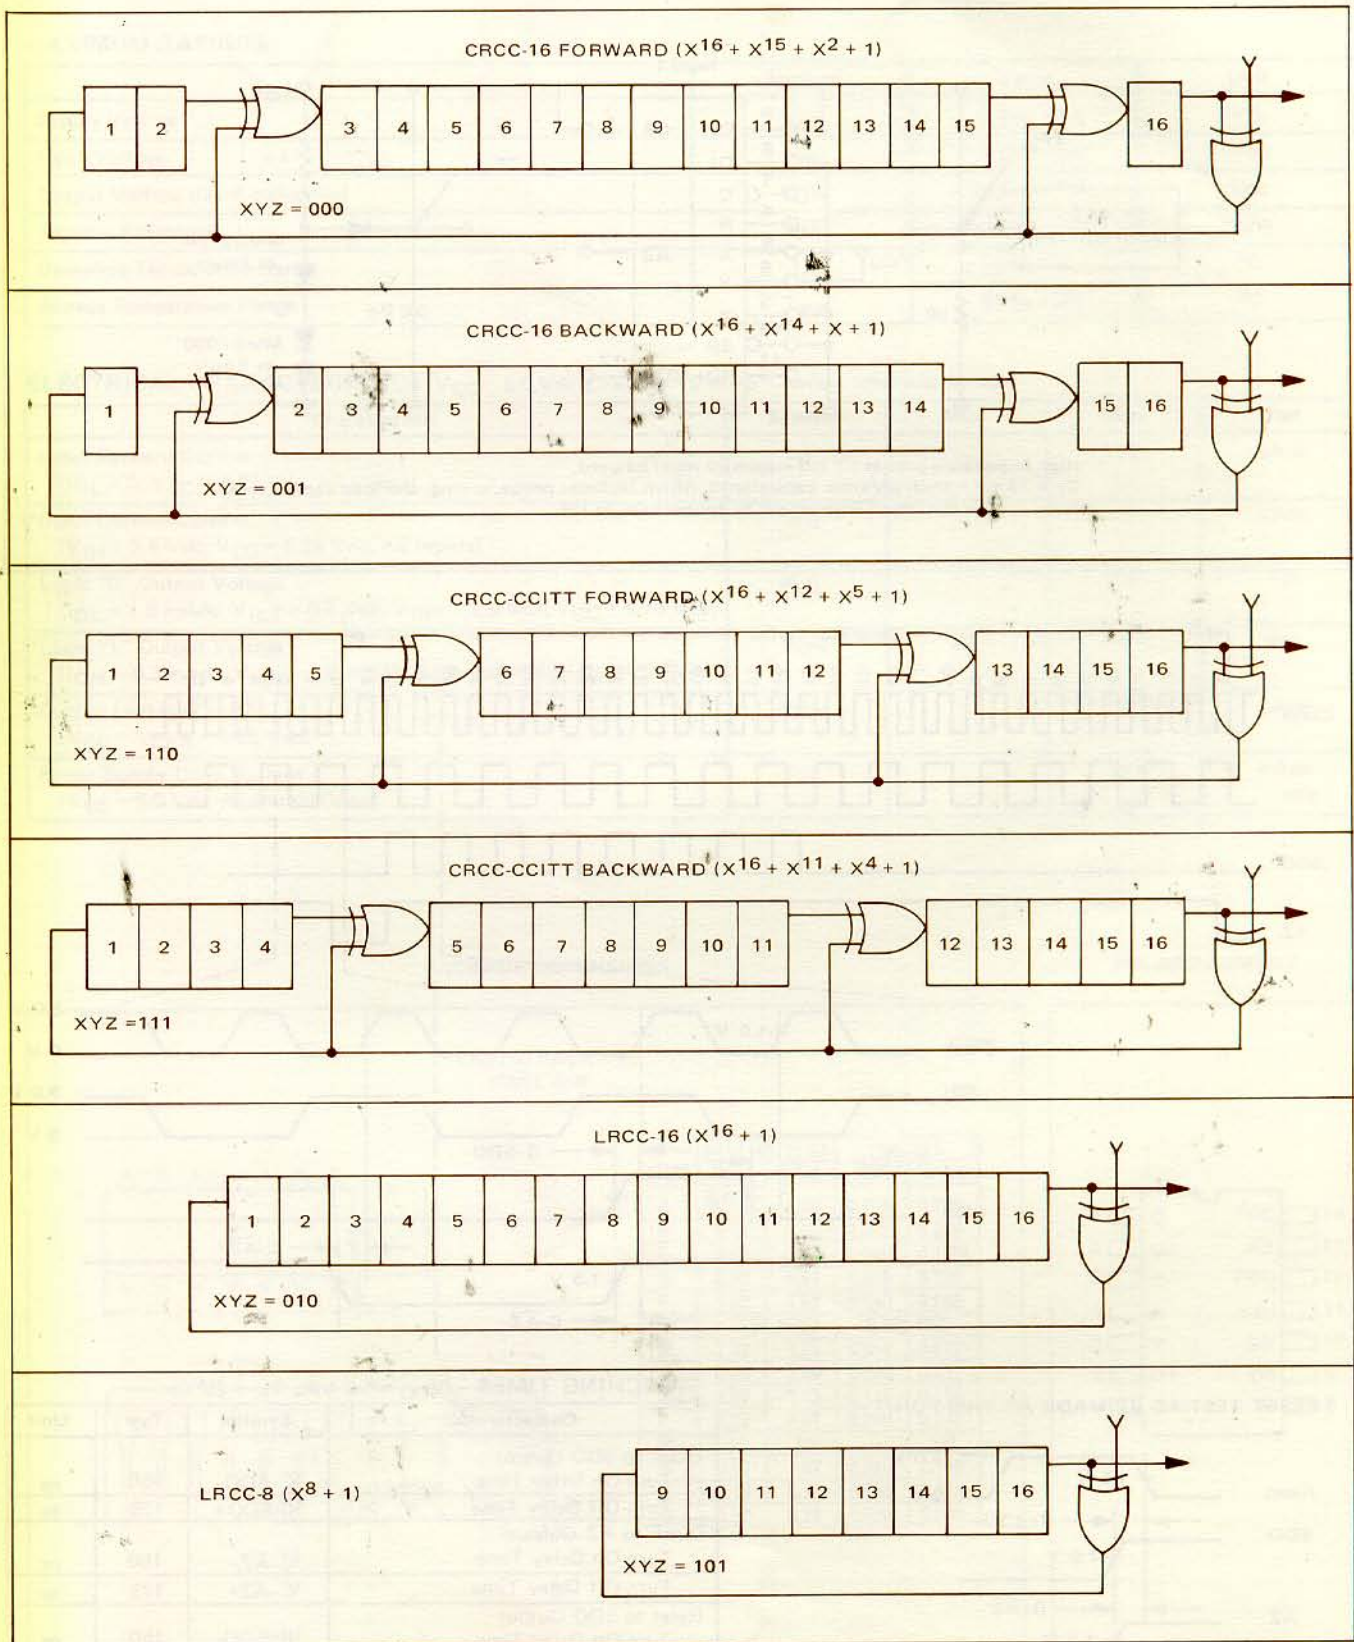 CRCC-16 FORWARD (X16 + X15 + X2 + 1)
1 2 3 4 5 6 7 8 9 10 11 12 13 14 15 16
XYZ = 000
CRCC-16 BACKWARD (X16 + X14 + X + 1)
1 2 3 4 5 6 7 8 9 10 11 12 13 14 15 16
XYZ = 001
CRCC-CCITT FORWARD (X16 + X12 + X5 + 1)
1 2 3 4 5 6 7 8 9 10 11 12 13 14 15 16
XYZ = 110
CRCC-CCITT BACKWARD (X16 + X11 + X4 + 1)
1 2 3 4 5 6 7 8 9 10 11 12 13 14 15 16
XYZ =111
LRCC-16 (X16 + 1)
1 2 3 4 5 6 7 8 9 10 11 12 13 14 15 16
XYZ = 010
LRCC-8 (X8 + 1)
9 10 11 12 13 14 15 16
XYZ = 101